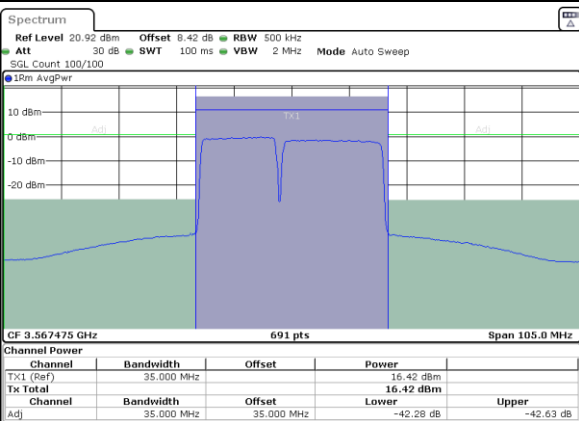 Spectrum
Ref Level 20.92 dBm Offset 8.42 dB RBW 500 kHz
Att 30 dB SWT 100 ms VBW 2 MHz Mode Auto Sweep
SGL Count 100/100
1Rm AvgPwr
10 dBm
TX1
Adj
Adj
0 dBm
-10 dBm
-20 dBm
CF 3.567475 GHz 691 pts Span 105.0 MHz
Channel Power
Channel Bandwidth Offset Power
TX1 (Ref) 35.000 MHz 16.42 dBm
Tx Total 16.42 dBm
Channel Bandwidth Offset Lower Upper
Adj 35.000 MHz 35.000 MHz -42.28 dB -42.63 dB